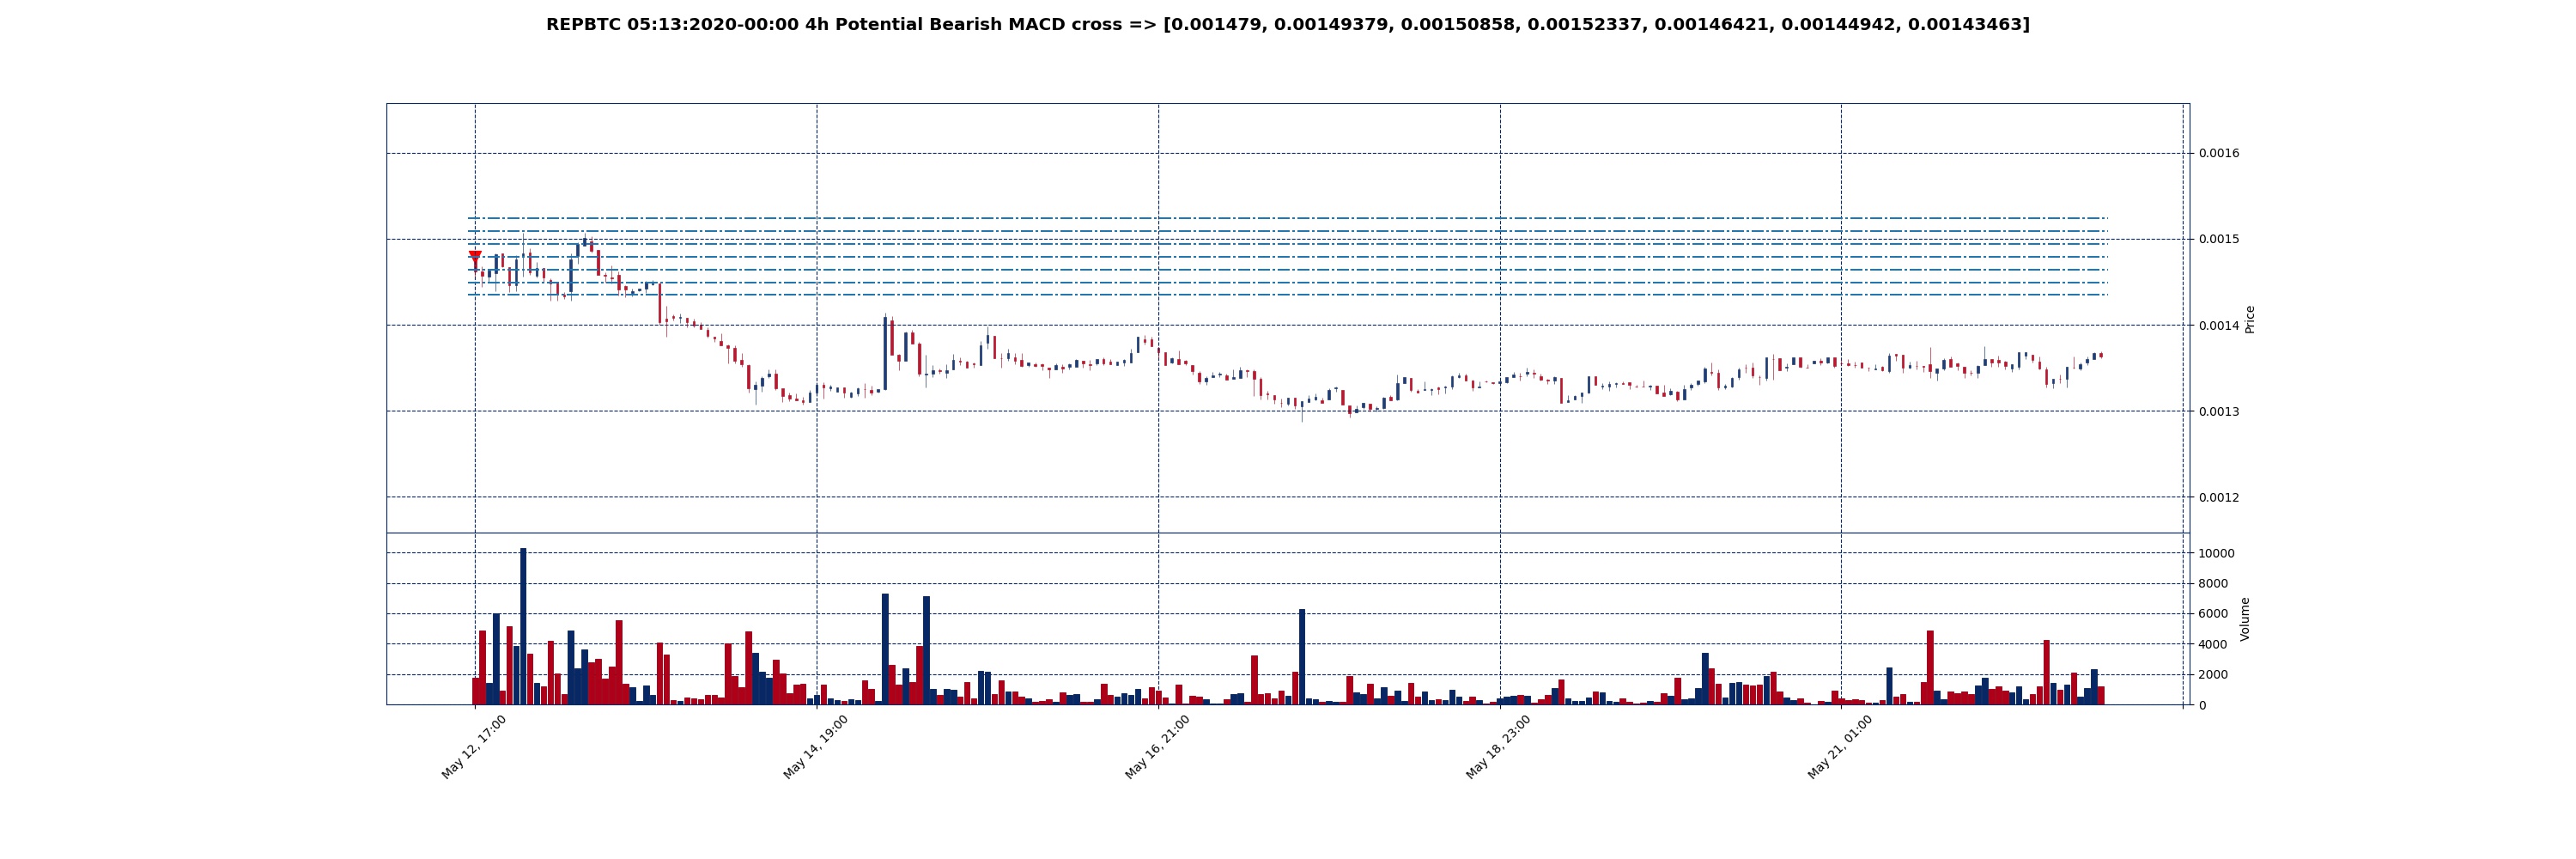 REPBTC 05:13:2020-00:00 4h Potential Bearish MACD cross => [0.001479, 0.00149379, 0.00150858, 0.00152337, 0.00146421, 0.00144942, 0.00143463]
0.0016
0.0015
0.0014
0.0013
0.0012
Price
10000
8000
6000
4000
2000
0
Volume
May 12, 17:00
May 14, 19:00
May 16, 21:00
May 18, 23:00
May 21, 01:00